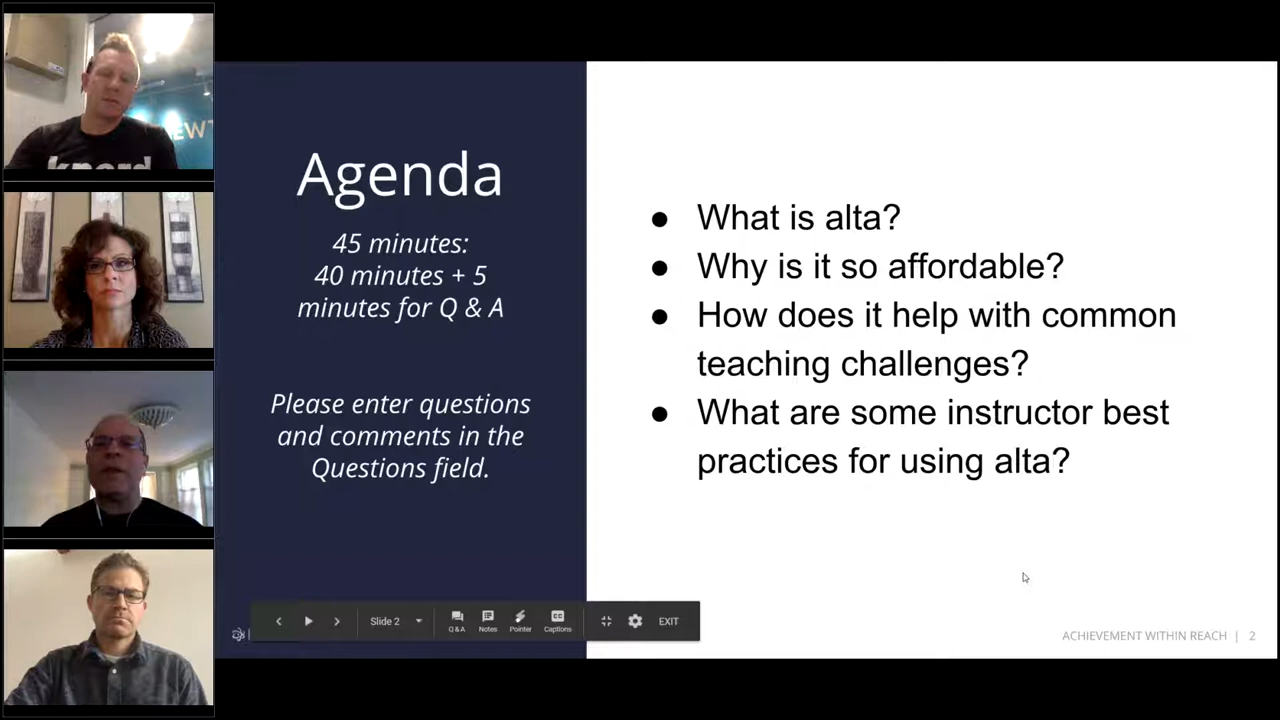 EWT
knerd
Agenda
45 minutes:
40 minutes + 5
minutes for Q & A
Please enter questions
and comments in the
Questions field.
● What is alta?
● Why is it so affordable?
● How does it help with common
teaching challenges?
● What are some instructor best
practices for using alta?
Slide 2
Q & A
Notes
Pointer
Captions
EXIT
ACHIEVEMENT WITHIN REACH | 2